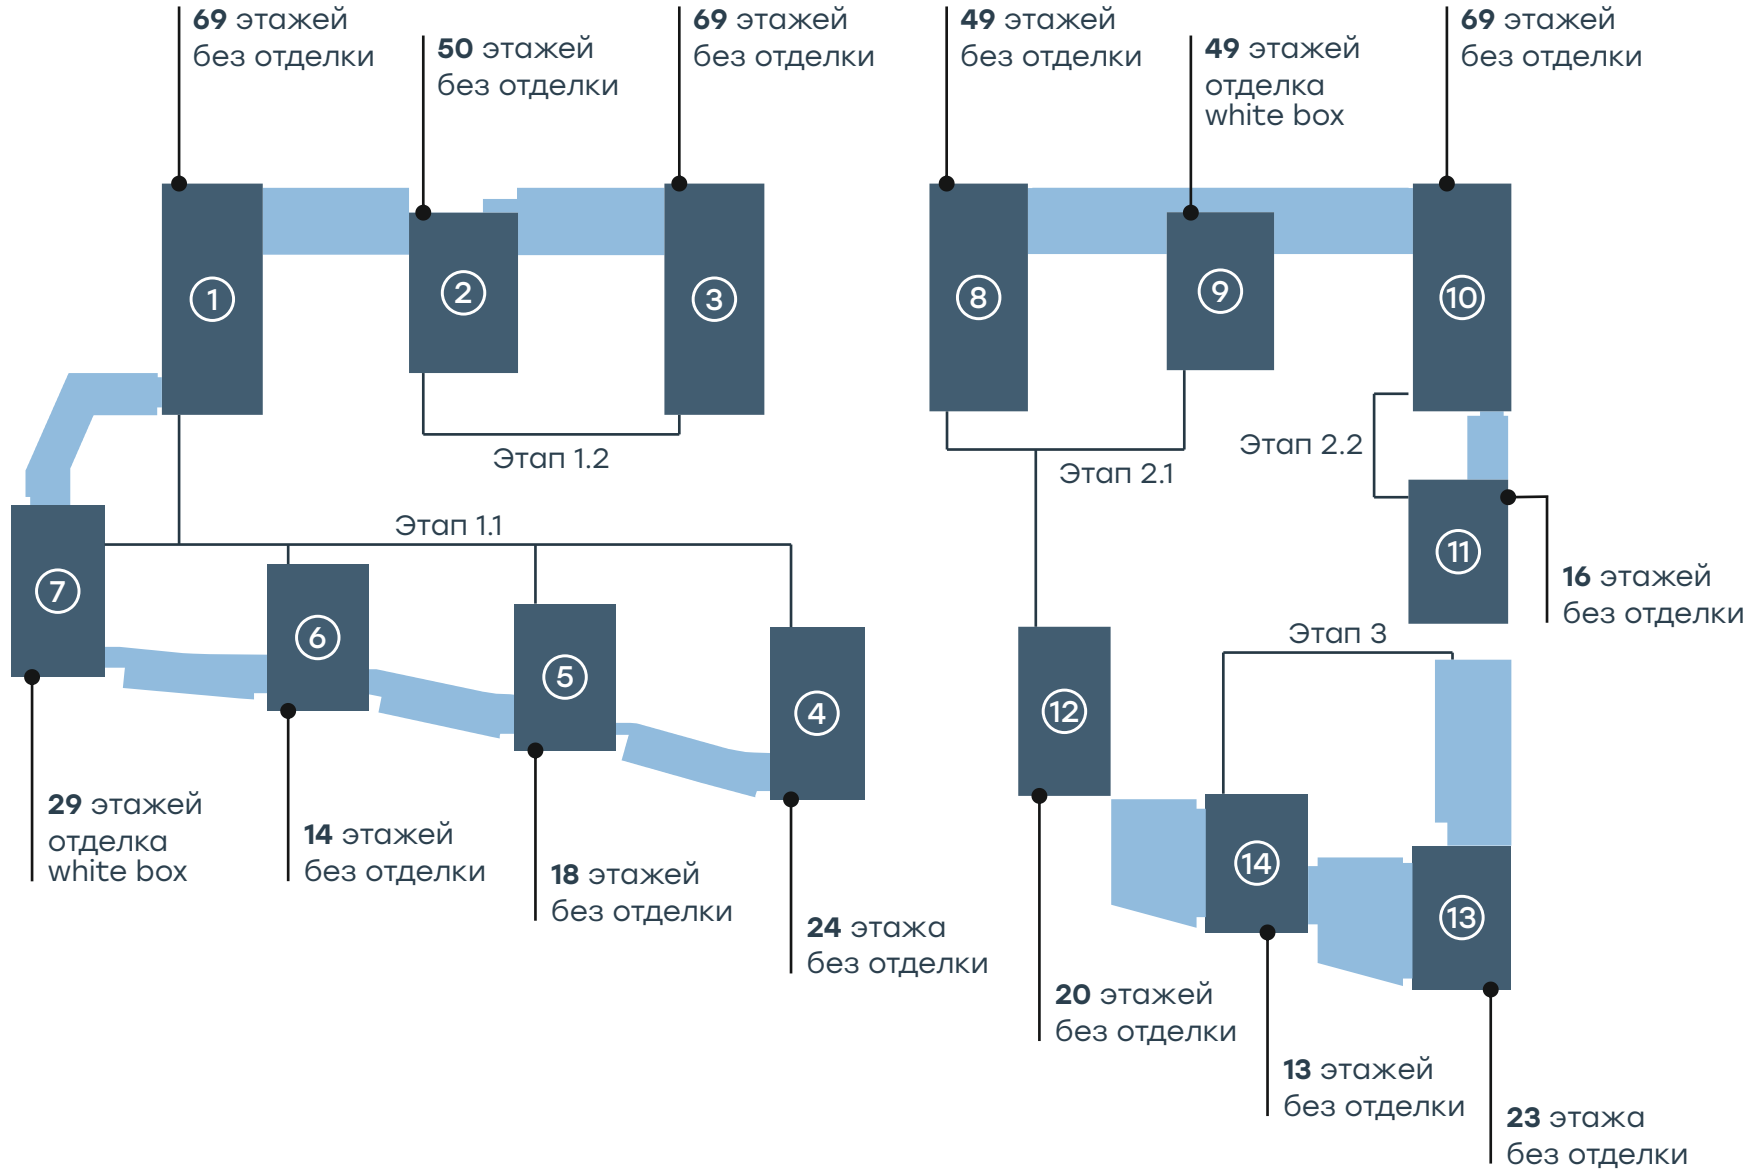 69 этажей
без отделки
50 этажей
без отделки
69 этажей
без отделки
49 этажей
без отделки
49 этажей
отделка
white box
69 этажей
без отделки
1
2
3
8
9
10
Этап 1.2
Этап 2.1
Этап 2.2
Этап 1.1
11
7
6
5
4
16 этажей
без отделки
Этап 3
12
14
13
29 этажей
отделка
white box
14 этажей
без отделки
18 этажей
без отделки
24 этажа
без отделки
20 этажей
без отделки
13 этажей
без отделки
23 этажа
без отделки